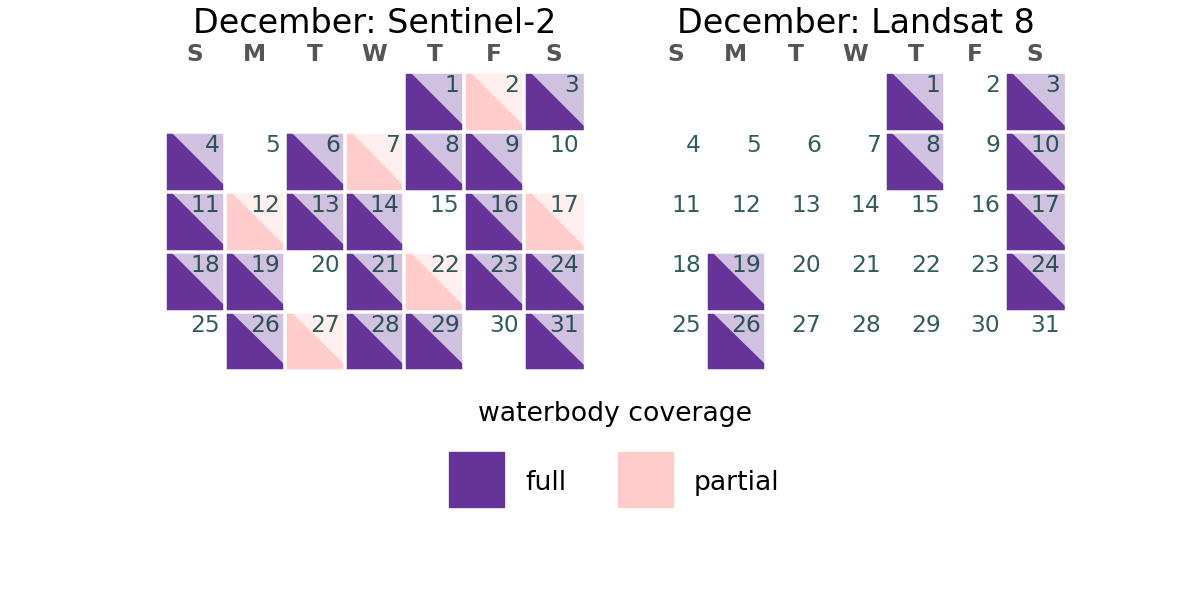 December: Sentinel-2
S M T W T F S
1 2 3
4 5 6 7 8 9 10
11 12 13 14 15 16 17
18 19 20 21 22 23 24
25 26 27 28 29 30 31
December: Landsat 8
S M T W T F S
1 2 3
4 5 6 7 8 9 10
11 12 13 14 15 16 17
18 19 20 21 22 23 24
25 26 27 28 29 30 31
waterbody coverage
full partial